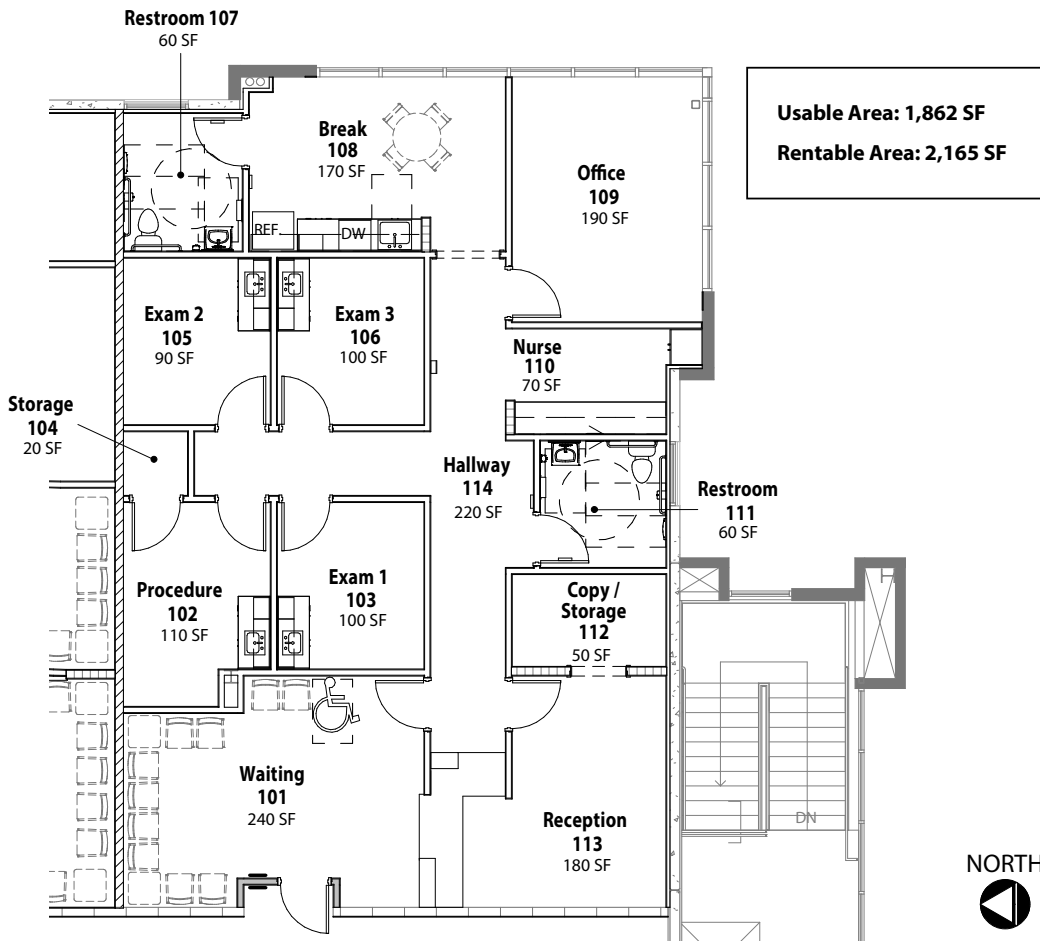 Restroom 107
60 SF
Usable Area: 1,862 SF
Rentable Area: 2,165 SF
Break
108
170 SF
Office
109
190 SF
REF.
DW
Exam 2
105
90 SF
Exam 3
106
100 SF
Nurse
110
70 SF
Storage
104
20 SF
Hallway
114
220 SF
Restroom
111
60 SF
Procedure
102
110 SF
Exam 1
103
100 SF
Copy /
Storage
112
50 SF
Waiting
101
240 SF
Reception
113
180 SF
DN
NORTH